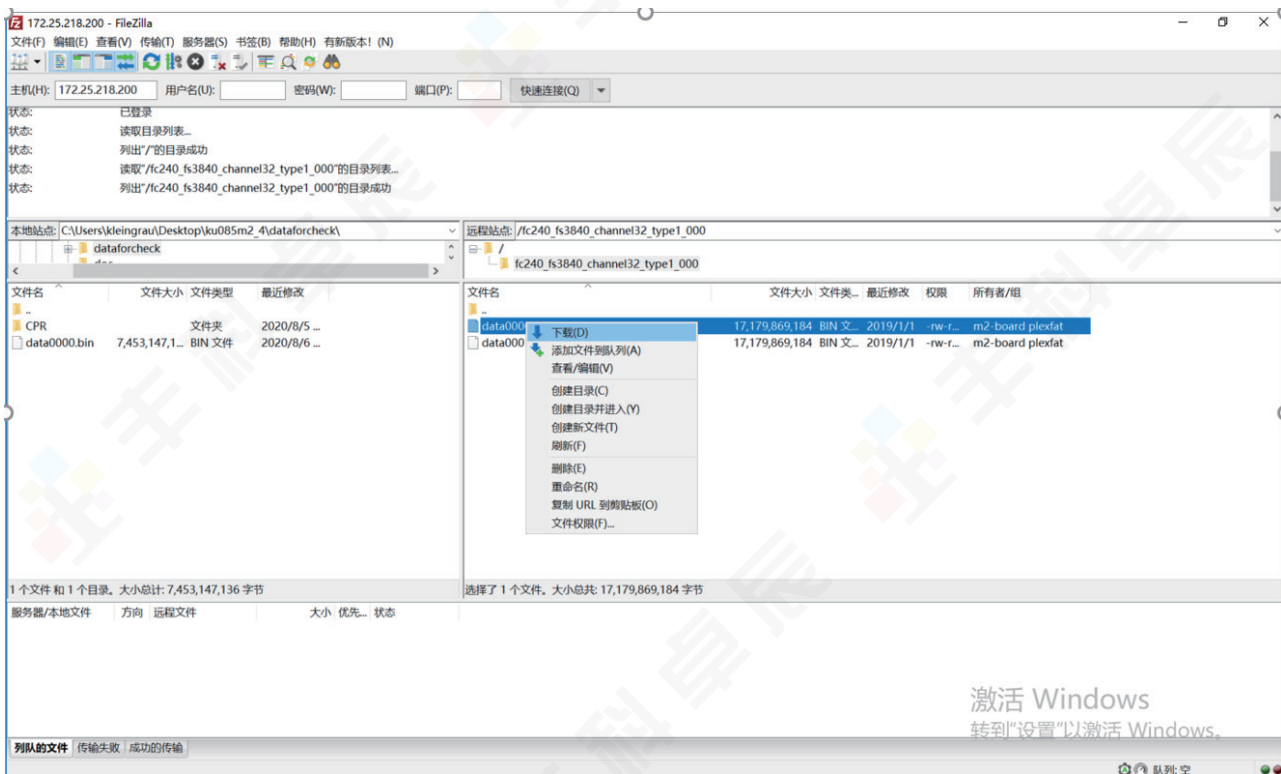 172.25.218.200 - FileZilla
文件(F) 编辑(E) 查看(V) 传输(T) 服务器(S) 书签(B) 帮助(H) 有新版本! (N)
主机(H): 172.25.218.200 用户名(U): 密码(W): 端口(P): 快速连接(Q)
状态: 已登录
状态: 读取目录列表...
状态: 列出"/"的目录成功
状态: 读取"/fc240_fs3840_channel32_type1_000"的目录列表...
状态: 列出"/fc240_fs3840_channel32_type1_000"的目录成功
本地站点: C:\Users\kleingrau\Desktop\ku085m2_4\dataforcheck\
远程站点: /fc240_fs3840_channel32_type1_000
dataforcheck
/
fc240_fs3840_channel32_type1_000
文件名 文件大小 文件类型 最近修改
..
CPR 文件夹 2020/8/5 ...
data0000.bin 7,453,147,1... BIN 文件 2020/8/6 ...
1 个文件 和 1 个目录。大小总计: 7,453,147,136 字节
文件名 文件大小 文件类... 最近修改 权限 所有者/组
..
data000 17,179,869,184 BIN 文... 2019/1/1 -rw-r... m2-board plexfat
data000 17,179,869,184 BIN 文... 2019/1/1 -rw-r... m2-board plexfat
下载(D)
添加文件到队列(A)
查看/编辑(V)
创建目录(C)
创建目录并进入(Y)
创建新文件(T)
刷新(F)
删除(E)
重命名(R)
复制 URL 到剪贴板(O)
文件权限(F)...
选择了 1 个文件。大小总共: 17,179,869,184 字节
服务器/本地文件 方向 远程文件 大小 优先... 状态
激活 Windows
转到"设置"以激活 Windows。
列队的文件 传输失败 成功的传输
队列: 空
丰科卓辰